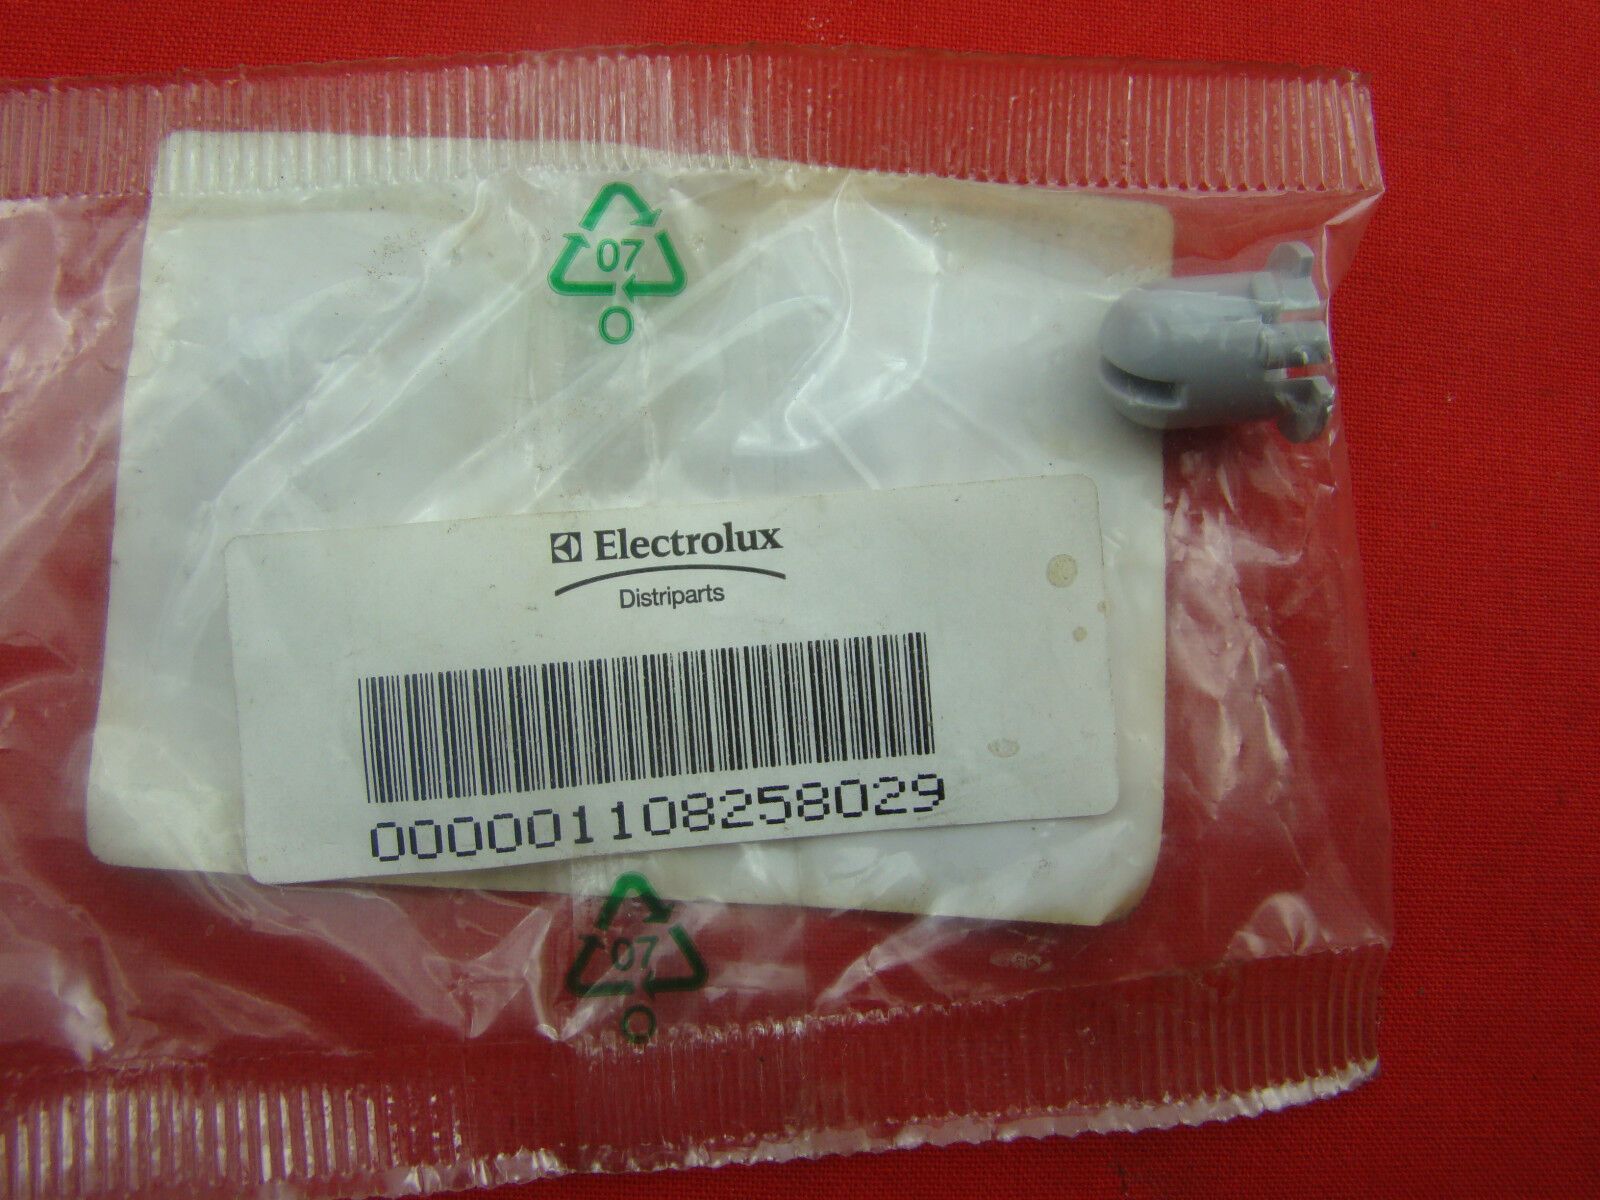 07
O
Electrolux
Distriparts
000001108258029
07
O